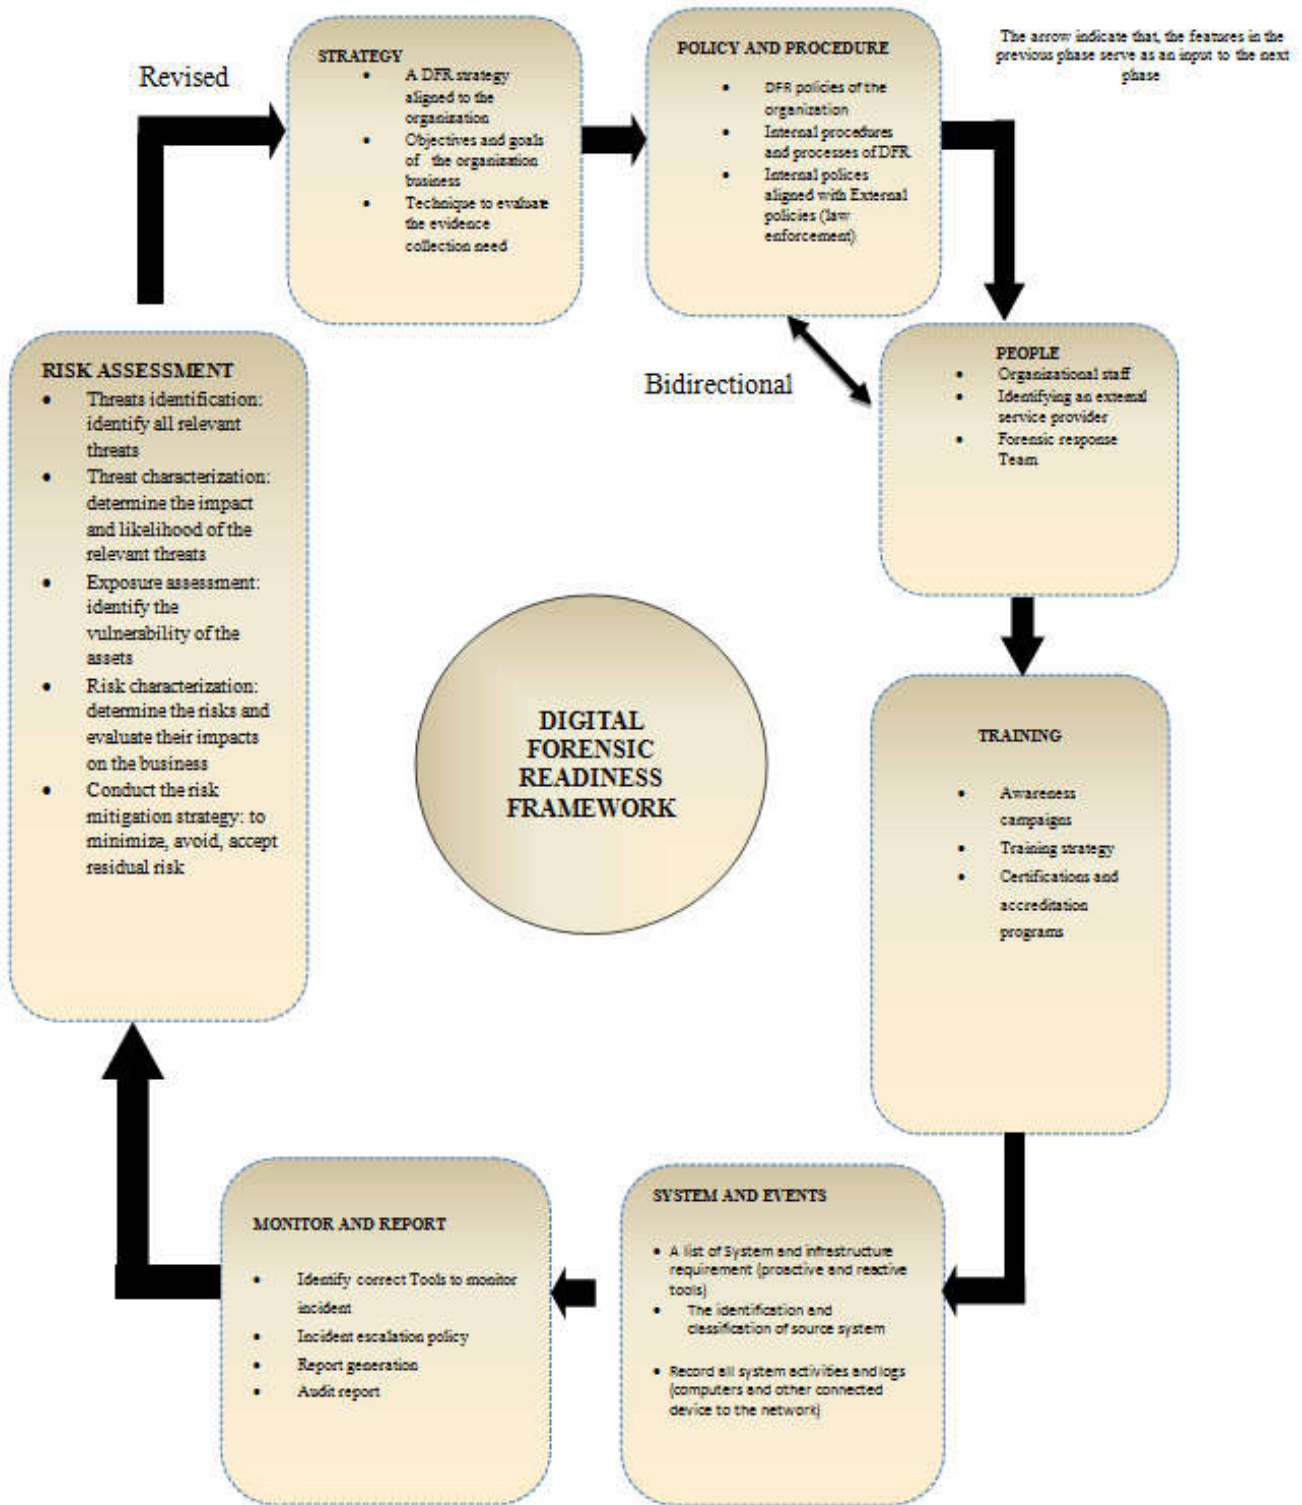 Revised
STRATEGY
• A DFR strategy
aligned to the
organization
• Objectives and goals
of the organization
business
• Technique to evaluate
the evidence
collection need
POLICY AND PROCEDURE
• DFR policies of the
organization
• Internal procedures
and processes of DFR
• Internal polices
aligned with External
policies (law
enforcement)
The arrow indicate that, the features in the
previous phase serve as an input to the next
phase
Bidirectional
PEOPLE
• Organizational staff
• Identifying an external
service provider
• Forensic response
Team
RISK ASSESSMENT
• Threats identification:
identify all relevant
threats
• Threat characterization:
determine the impact
and likelihood of the
relevant threats
• Exposure assessment:
identify the
vulnerability of the
assets
• Risk characterization:
determine the risks and
evaluate their impacts
on the business
• Conduct the risk
mitigation strategy: to
minimize, avoid, accept
residual risk
DIGITAL
FORENSIC
READINESS
FRAMEWORK
TRAINING
• Awareness
campaigns
• Training strategy
• Certifications and
accreditation
programs
MONITOR AND REPORT
• Identify correct Tools to monitor
incident
• Incident escalation policy
• Report generation
• Audit report
SYSTEM AND EVENTS
• A list of System and infrastructure
requirement (proactive and reactive
tools)
• The identification and
classification of source system
• Record all system activities and logs
(computers and other connected
device to the network)